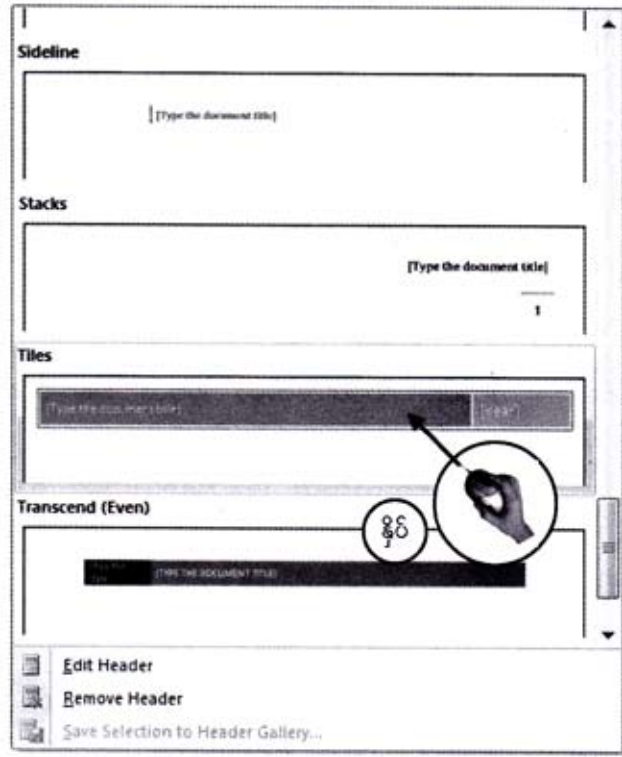 Sideline
[Type the document title]
Stacks
[Type the document title]
1
Tiles
[Type the document title] [Year]
Transcend (Even)
[TYPE THE DOCUMENT TITLE]
Edit Header
Remove Header
Save Selection to Header Gallery...